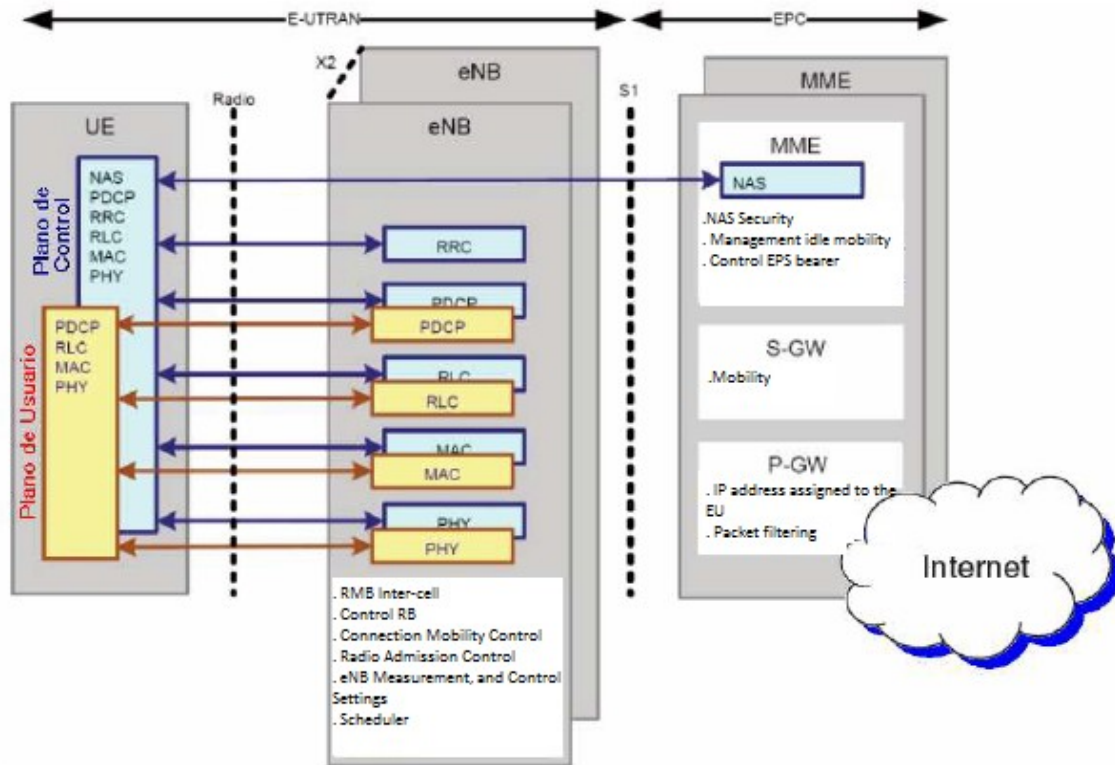 E-UTRAN
EPC
X2
eNB
MME
Radio
S1
UE
eNB
MME
NAS
PDCP
RRC
RLC
MAC
PHY
Plano de
Control
PDCP
RLC
MAC
PHY
Plano de Usuario
RRC
PDCP
PDCP
RLC
RLC
MAC
MAC
PHY
PHY
. RMB Inter-cell
. Control RB
. Connection Mobility Control
. Radio Admission Control
. eNB Measurement, and Control
Settings
. Scheduler
NAS
.NAS Security
. Management idle mobility
. Control EPS bearer
S-GW
.Mobility
P-GW
. IP address assigned to the
EU
. Packet filtering
Internet